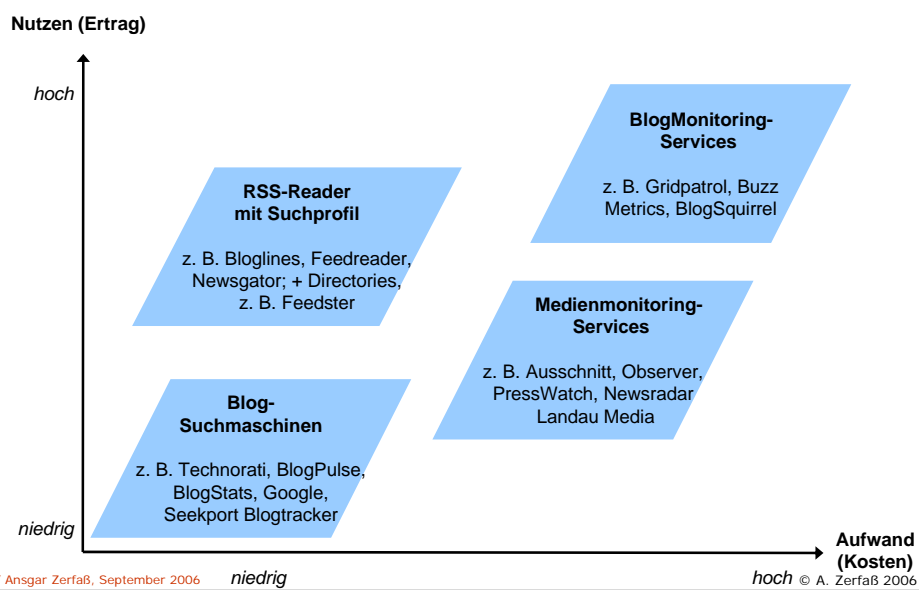 Nutzen (Ertrag)
hoch
BlogMonitoring-
Services
z. B. Gridpatrol, Buzz
Metrics, BlogSquirrel
RSS-Reader
mit Suchprofil
z. B. Bloglines, Feedreader,
Newsgator; + Directories,
z. B. Feedster
Medienmonitoring-
Services
z. B. Ausschnitt, Observer,
PressWatch, Newsradar
Landau Media
Blog-
Suchmaschinen
z. B. Technorati, BlogPulse,
BlogStats, Google,
Seekport Blogtracker
niedrig
Aufwand
(Kosten)
Ansgar Zerfaß, September 2006
niedrig
hoch
© A. Zerfaß 2006